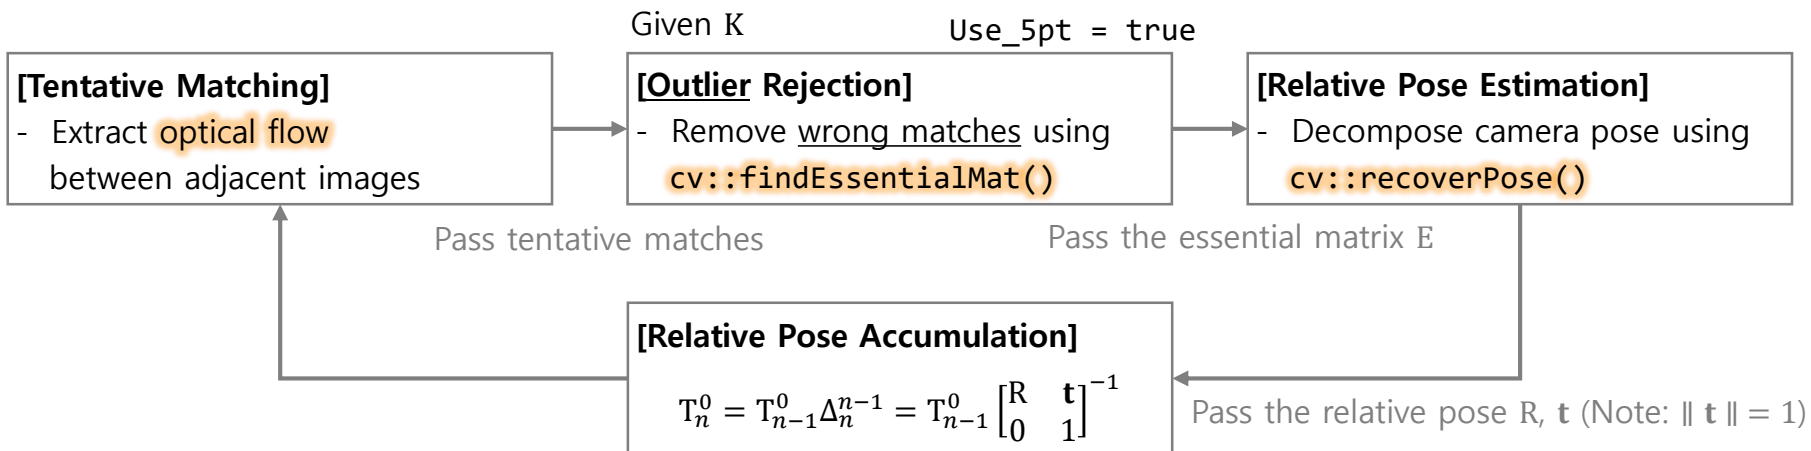 Given K
Use_5pt = true
[Tentative Matching]
- Extract optical flow
between adjacent images
[Outlier Rejection]
- Remove wrong matches using
cv::findEssentialMat()
[Relative Pose Estimation]
- Decompose camera pose using
cv::recoverPose()
Pass tentative matches
Pass the essential matrix E
[Relative Pose Accumulation]
T_n^0 = T_{n-1}^0 Δ_n^{n-1} = T_{n-1}^0 [R t; 0 1]^{-1}
Pass the relative pose R, t (Note: ‖ t ‖ = 1)